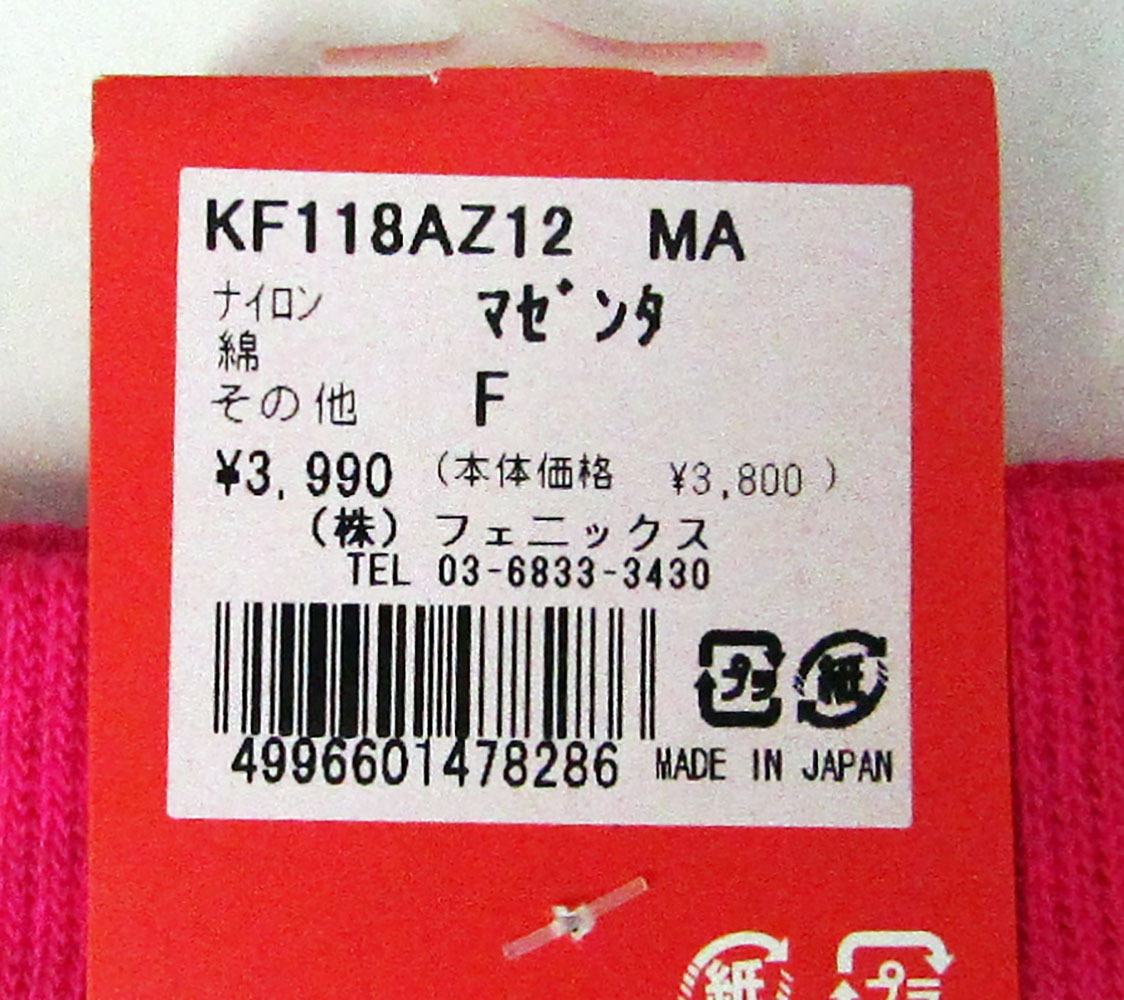 KF118AZ12 MA
ナイロン マゼンタ
綿
その他 F
¥3,990 (本体価格 ¥3,800)
(株) フェニックス
TEL 03-6833-3430
プラ 紙
4996601478286 MADE IN JAPAN
紙 プラ